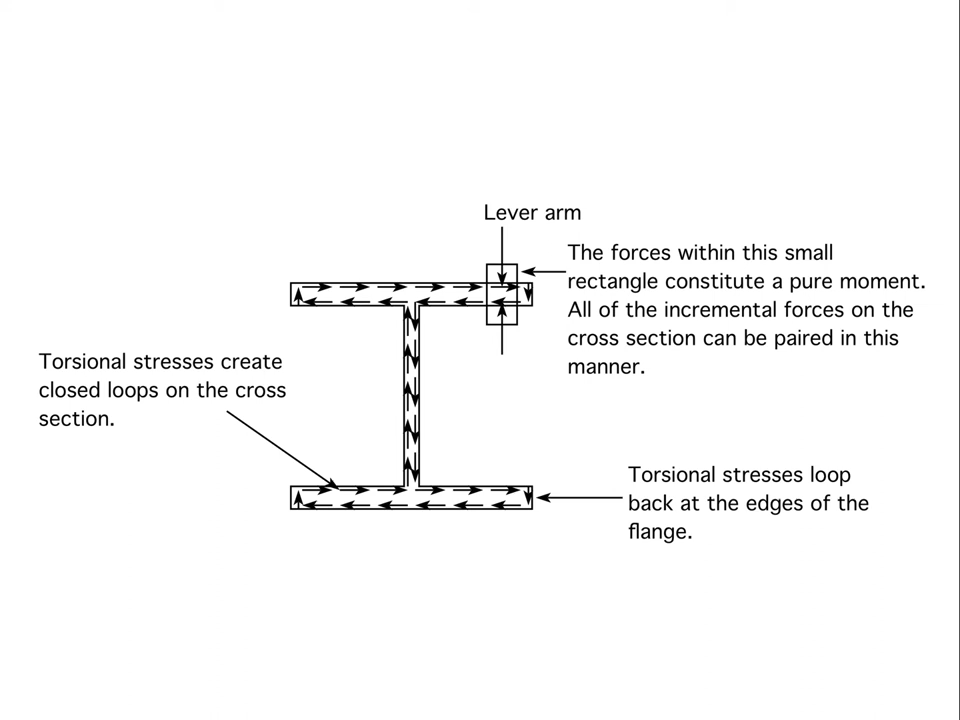 Lever arm
The forces within this small
rectangle constitute a pure moment.
All of the incremental forces on the
cross section can be paired in this
manner.
Torsional stresses create
closed loops on the cross
section.
Torsional stresses loop
back at the edges of the
flange.